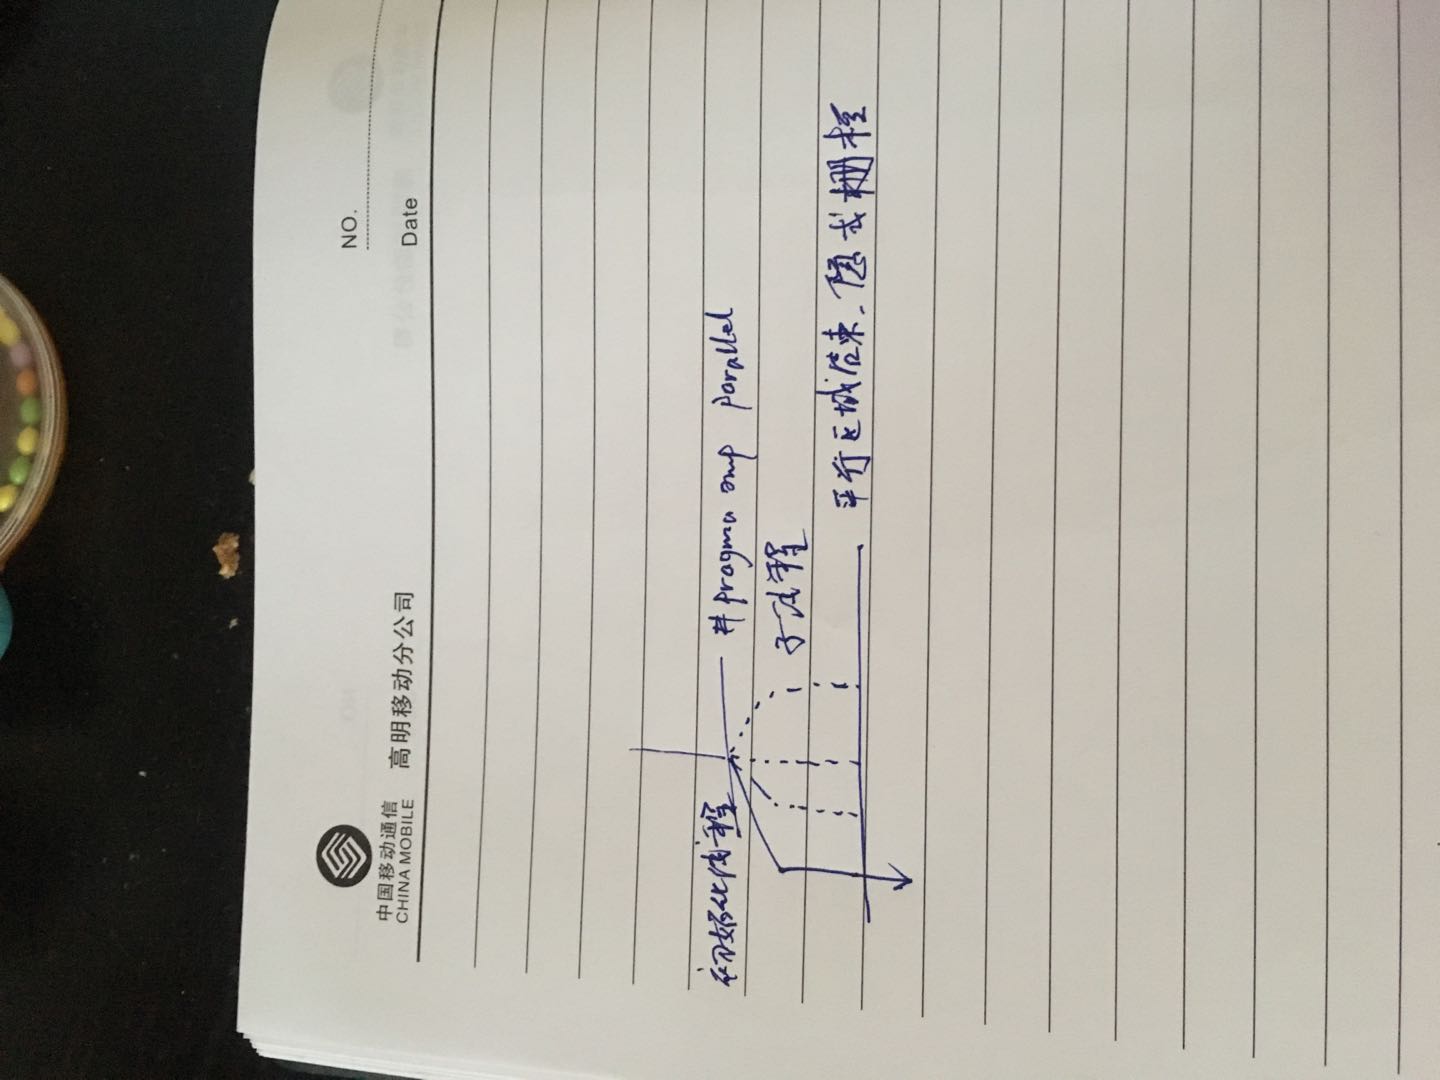 中国移动通信
CHINA MOBILE
高明移动分公司
NO.
Date
初始化线程
#pragma omp parallel
子线程
平行区域结束、隐式栅栏